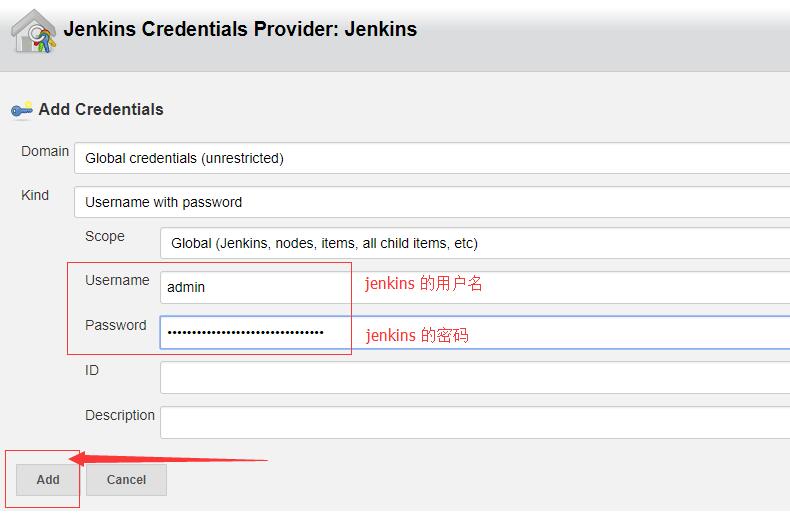 Jenkins Credentials Provider: Jenkins
Add Credentials
Domain Global credentials (unrestricted)
Kind Username with password
Scope Global (Jenkins, nodes, items, all child items, etc)
Username admin jenkins 的用户名
Password •••••••••••••••••••••••••••••••• jenkins 的密码
ID
Description
Add Cancel